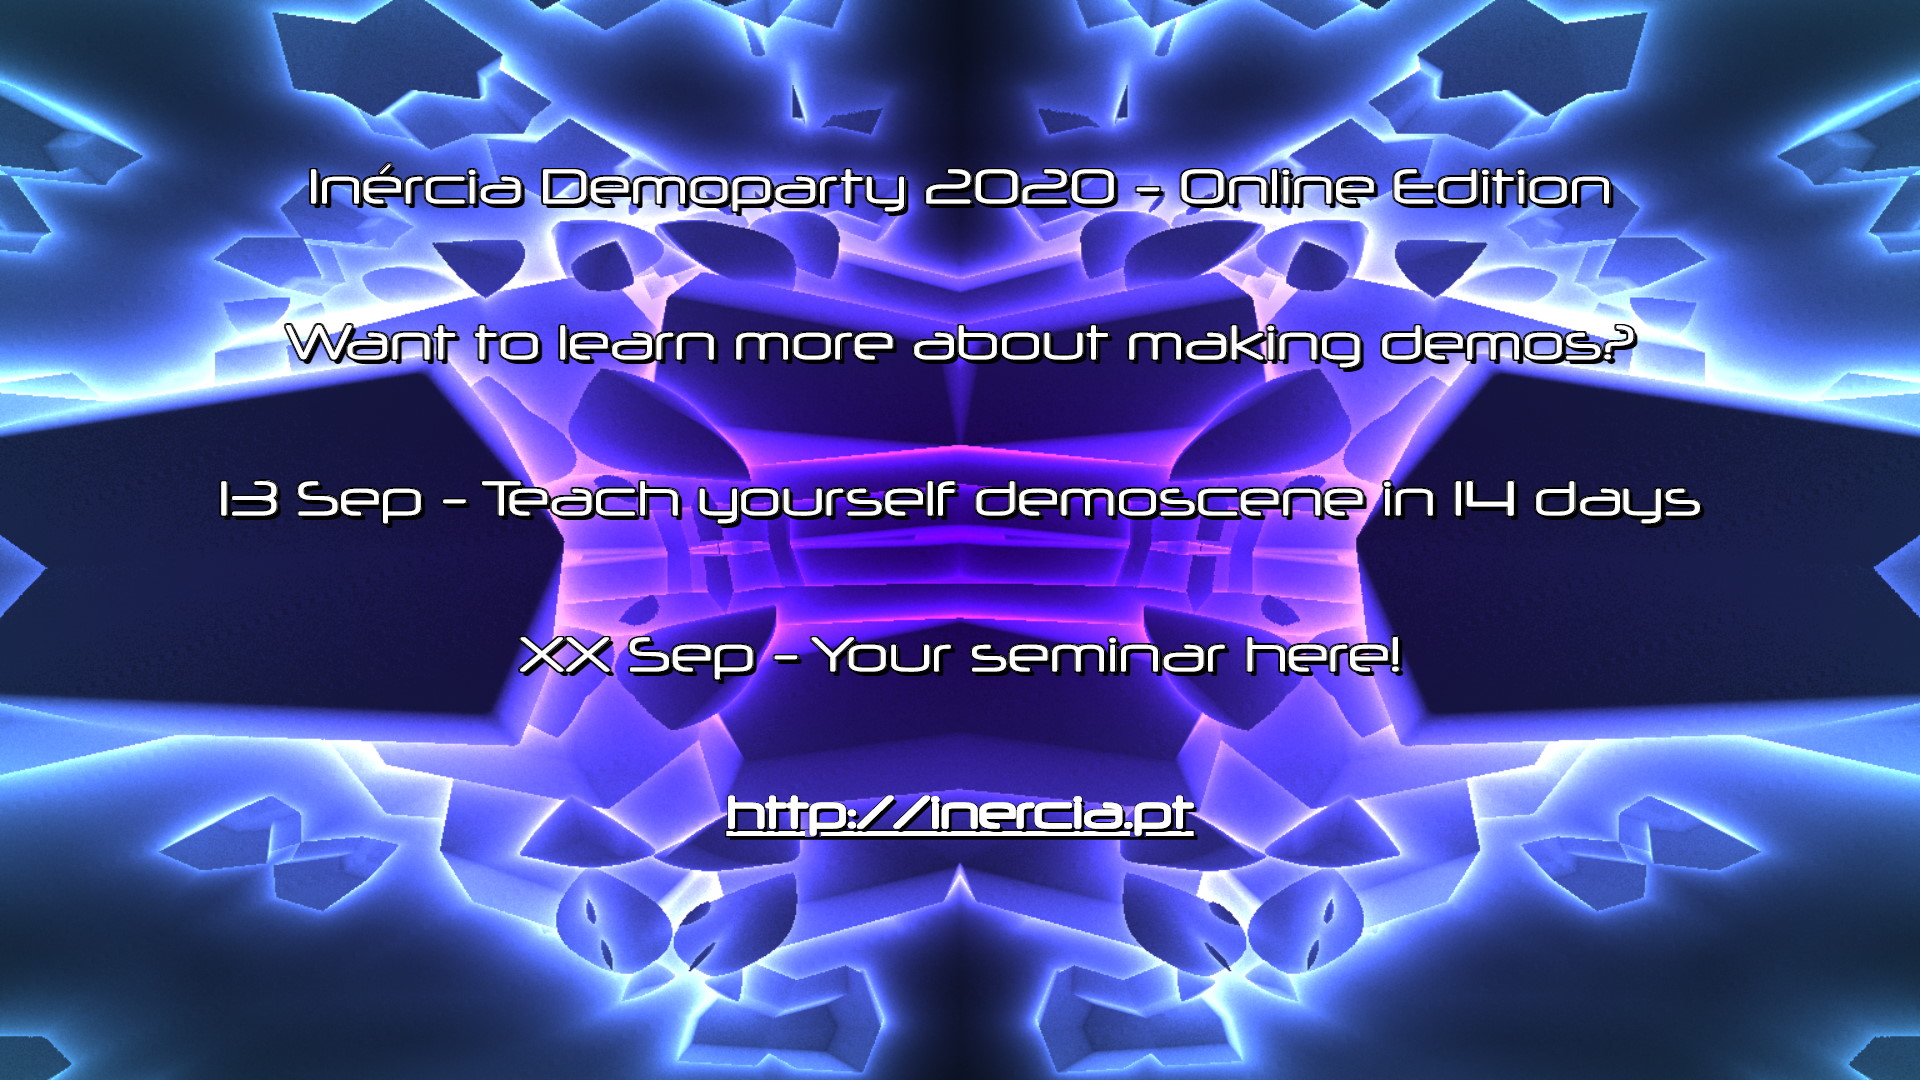 Inércia Demoparty 2020 - Online Edition
Want to learn more about making demos?
13 Sep - Teach yourself demoscene in 14 days
XX Sep - Your seminar here!
http://inercia.pt